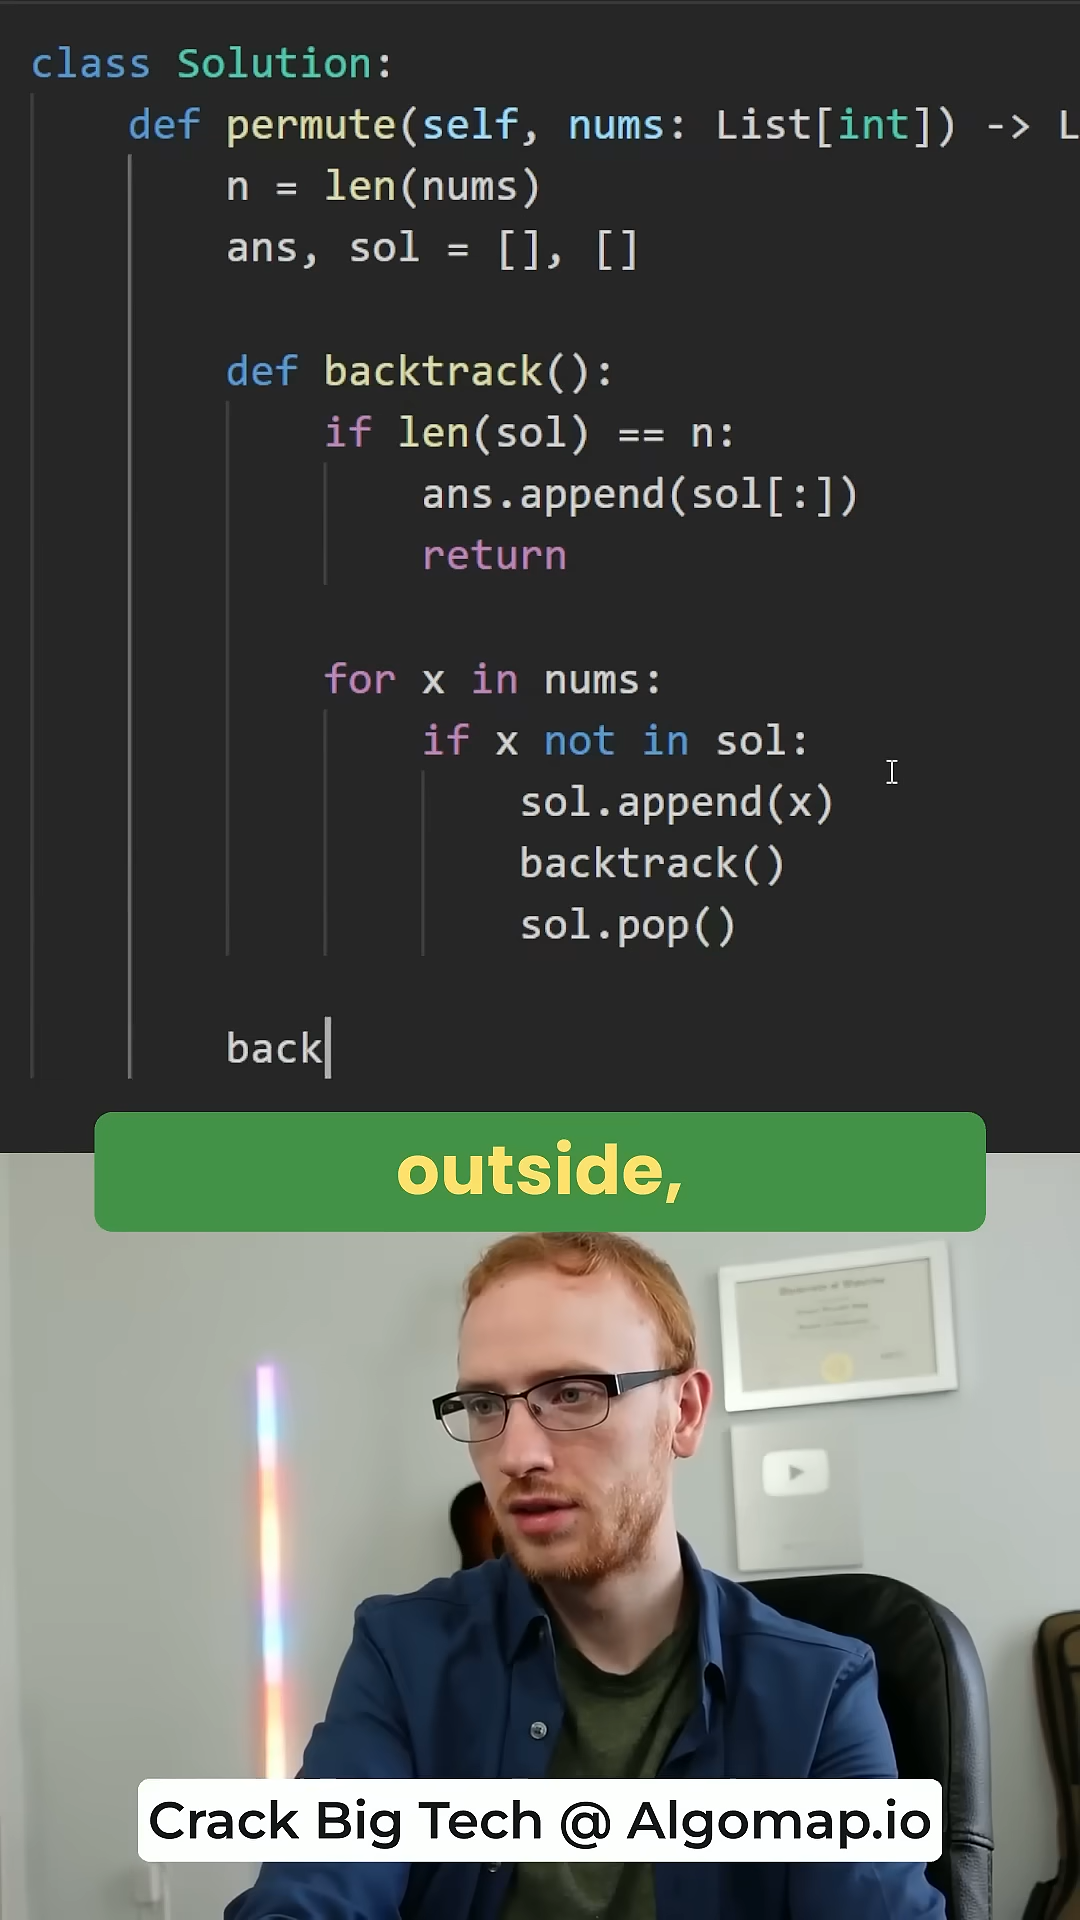 class Solution:
def permute(self, nums: List[int]) -> L
n = len(nums)
ans, sol = [], []
def backtrack():
if len(sol) == n:
ans.append(sol[:])
return
for x in nums:
if x not in sol:
sol.append(x)
backtrack()
sol.pop()
back
outside,
Crack Big Tech @ Algomap.io